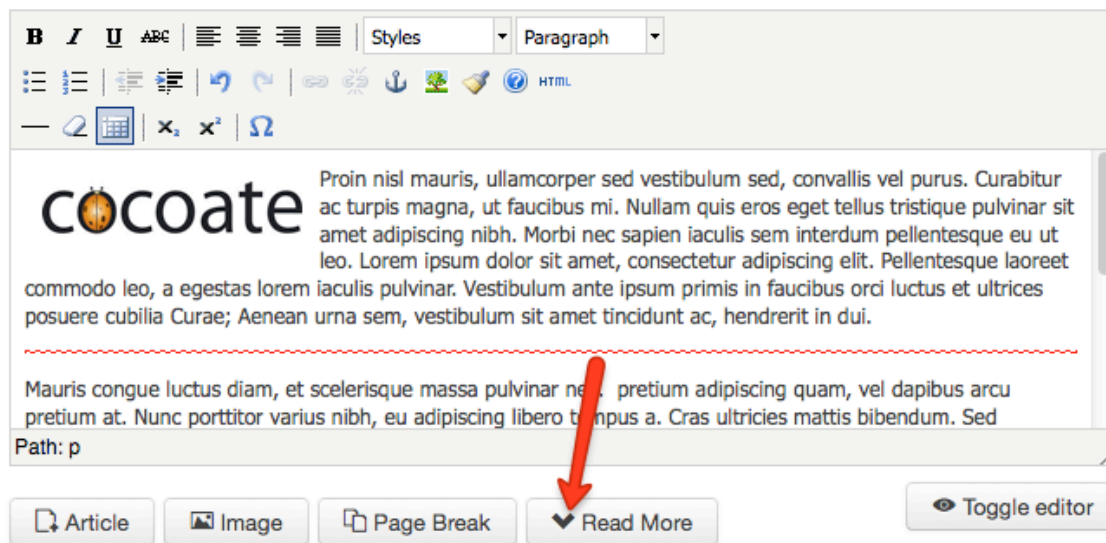 B I U ABC Styles Paragraph
HTML
x₂ x² Ω
cocoate
Proin nisl mauris, ullamcorper sed vestibulum sed, convallis vel purus. Curabitur
ac turpis magna, ut faucibus mi. Nullam quis eros eget tellus tristique pulvinar sit
amet adipiscing nibh. Morbi nec sapien iaculis sem interdum pellentesque eu ut
leo. Lorem ipsum dolor sit amet, consectetur adipiscing elit. Pellentesque laoreet
commodo leo, a egestas lorem iaculis pulvinar. Vestibulum ante ipsum primis in faucibus orci luctus et ultrices
posuere cubilia Curae; Aenean urna sem, vestibulum sit amet tincidunt ac, hendrerit in dui.
Mauris congue luctus diam, et scelerisque massa pulvinar pretium adipiscing quam, vel dapibus arcu
pretium at. Nunc porttitor varius nibh, eu adipiscing libero a. Cras ultricies mattis bibendum. Sed
Path: p
Article Image Page Break Read More Toggle editor